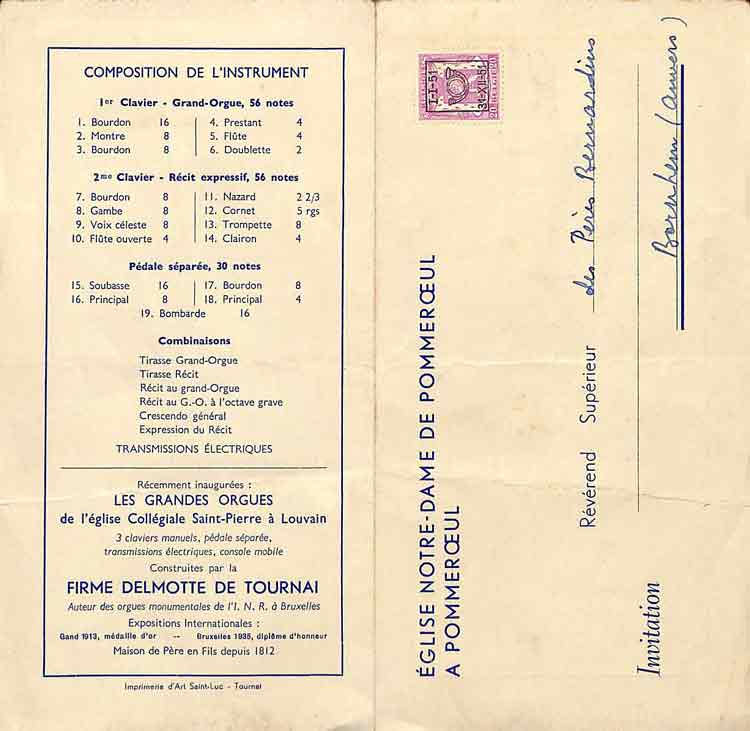 COMPOSITION DE L'INSTRUMENT
1er Clavier - Grand-Orgue, 56 notes
1. Bourdon 16 4. Prestant 4
2. Montre 8 5. Flûte 4
3. Bourdon 8 6. Doublette 2
2me Clavier - Récit expressif, 56 notes
7. Bourdon 8 11. Nazard 2 2/3
8. Gambe 8 12. Cornet 5 rgs
9. Voix céleste 8 13. Trompette 8
10. Flûte ouverte 4 14. Clairon 4
Pédale séparée, 30 notes
15. Soubasse 16 17. Bourdon 8
16. Principal 8 18. Principal 4
19. Bombarde 16
Combinaisons
Tirasse Grand-Orgue
Tirasse Récit
Récit au grand-Orgue
Récit au G.-O. à l'octave grave
Crescendo général
Expression du Récit
TRANSMISSIONS ÉLECTRIQUES
Récemment inaugurées :
LES GRANDES ORGUES
de l'église Collégiale Saint-Pierre à Louvain
3 claviers manuels, pédale séparée,
transmissions électriques, console mobile
Construites par la
FIRME DELMOTTE DE TOURNAI
Auteur des orgues monumentales de l'I. N. R. à Bruxelles
Expositions Internationales :
Gand 1913, médaille d'or -- Bruxelles 1935, diplôme d'honneur
Maison de Père en Fils depuis 1812
Imprimerie d'Art Saint-Luc - Tournai
ÉGLISE NOTRE-DAME DE POMMERŒUL
A POMMERŒUL
I-I-51
31-XII-51
Révérend Supérieur des Pères Bernardins
Bornhem (Anvers)
Invitation